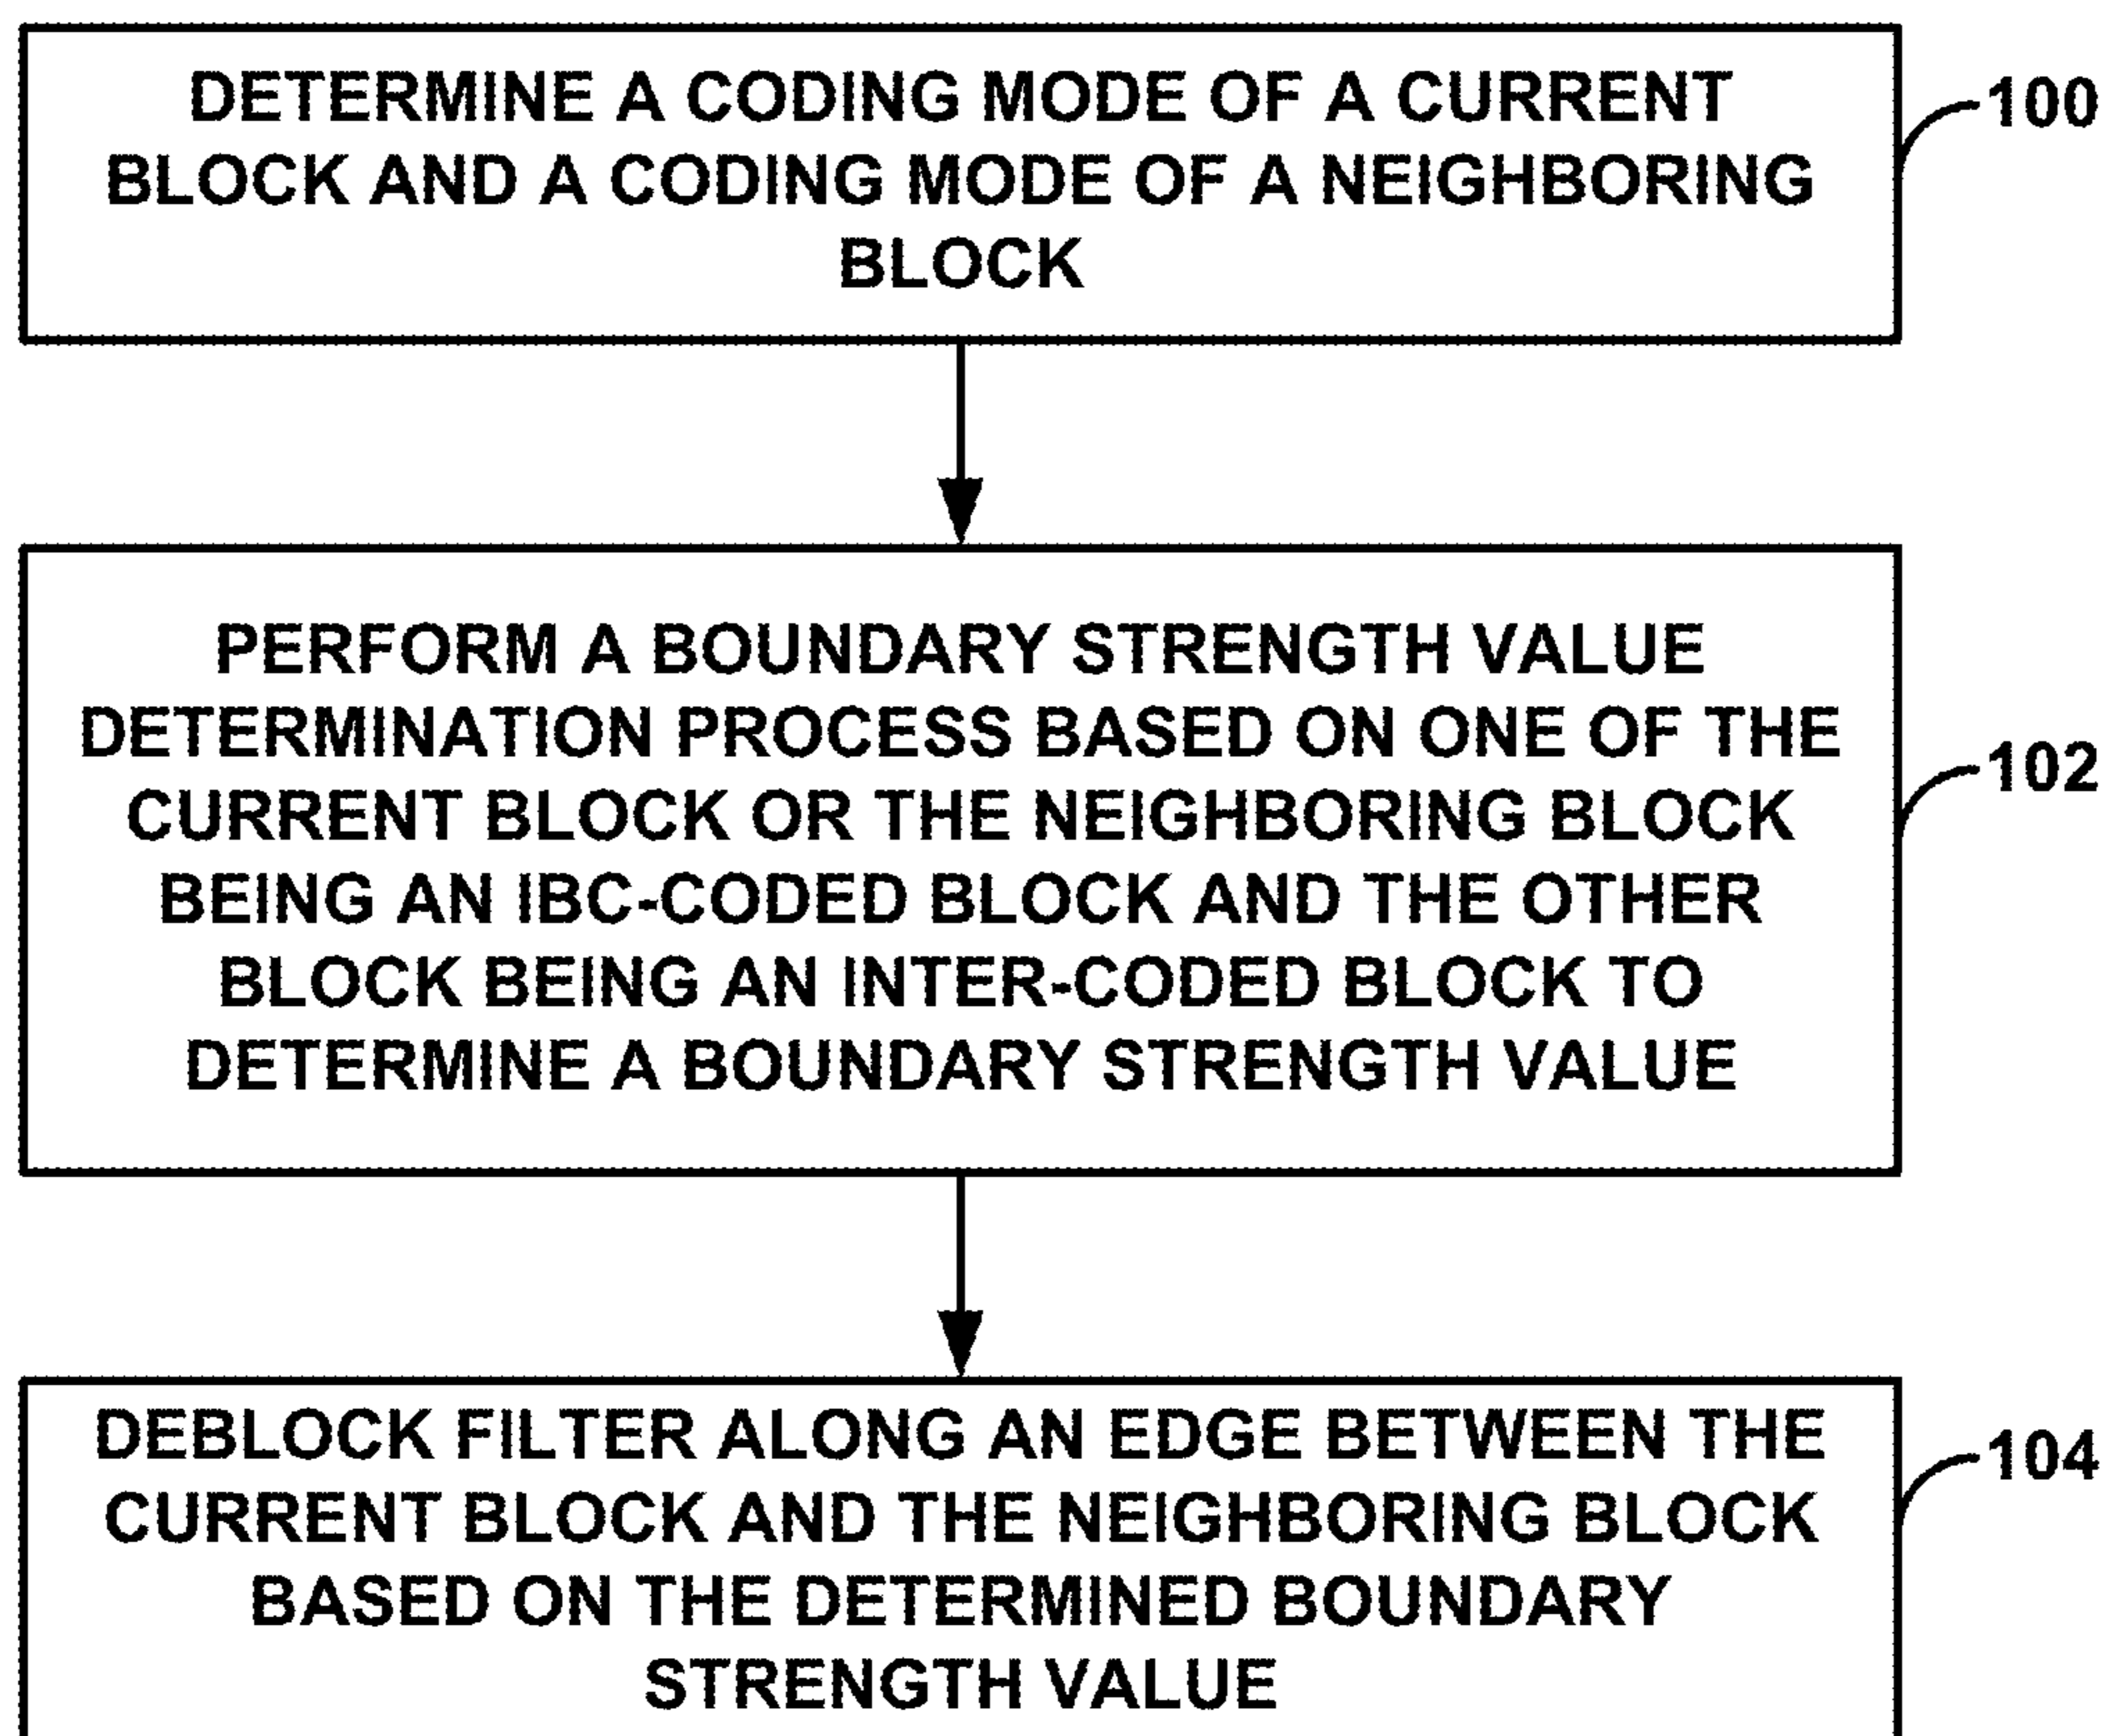 DETERMINE A CODING MODE OF A CURRENT
BLOCK AND A CODING MODE OF A NEIGHBORING
BLOCK
100
PERFORM A BOUNDARY STRENGTH VALUE
DETERMINATION PROCESS BASED ON ONE OF THE
CURRENT BLOCK OR THE NEIGHBORING BLOCK
BEING AN IBC-CODED BLOCK AND THE OTHER
BLOCK BEING AN INTER-CODED BLOCK TO
DETERMINE A BOUNDARY STRENGTH VALUE
102
DEBLOCK FILTER ALONG AN EDGE BETWEEN THE
CURRENT BLOCK AND THE NEIGHBORING BLOCK
BASED ON THE DETERMINED BOUNDARY
STRENGTH VALUE
104